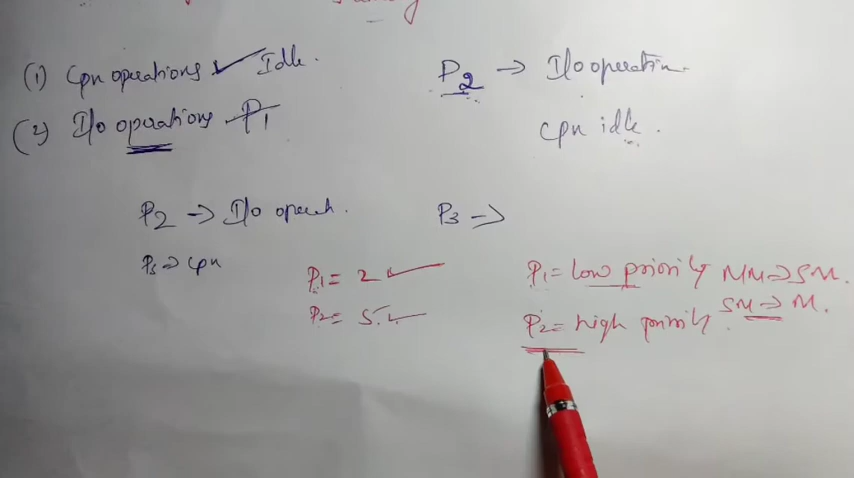 (1) Cpu operations ✓ Idle.
(2) I/o operations P1
P2 → I/o operation.
cpu idle.
P2 → I/o operat.
P3 →
P3 ⇒ cpu
P1 = 2
P2 = 5.
P1 = low priority MM ⇒ SM.
P2 = high priority SM ⇒ M.